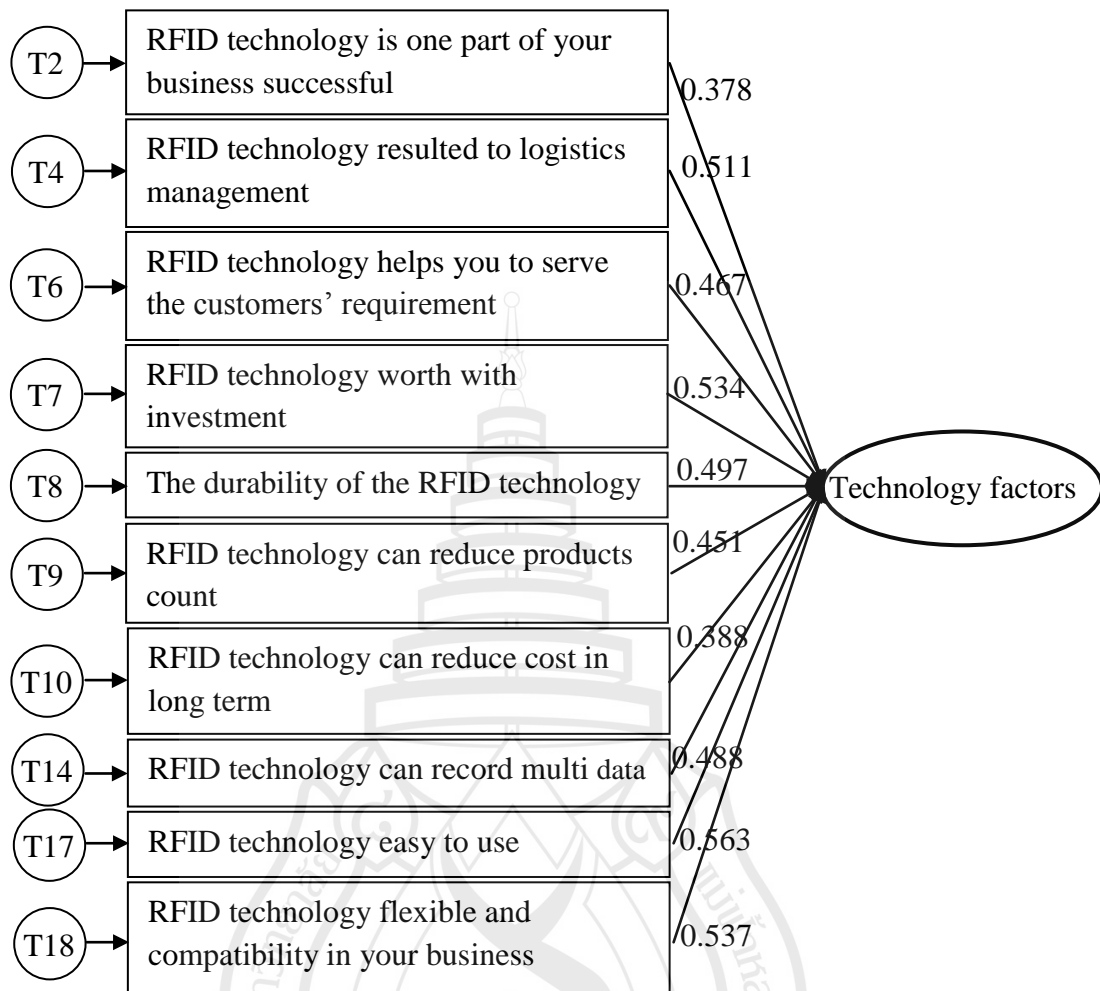 T2
RFID technology is one part of your
business successful
0.378
T4
RFID technology resulted to logistics
management
0.511
T6
RFID technology helps you to serve
the customers’ requirement
0.467
T7
RFID technology worth with
investment
0.534
T8
The durability of the RFID technology
0.497
Technology factors
T9
RFID technology can reduce products
count
0.451
T10
RFID technology can reduce cost in
long term
0.388
T14
RFID technology can record multi data
0.488
T17
RFID technology easy to use
0.563
T18
RFID technology flexible and
compatibility in your business
0.537